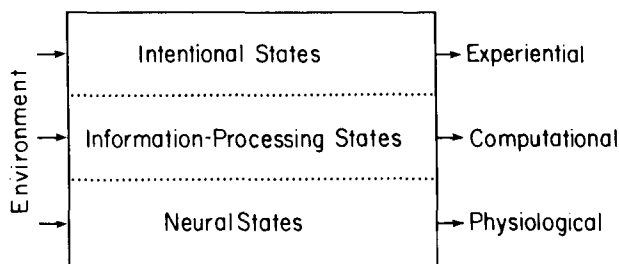 Environment
Intentional States
Experiential
Information-Processing States
Computational
Neural States
Physiological